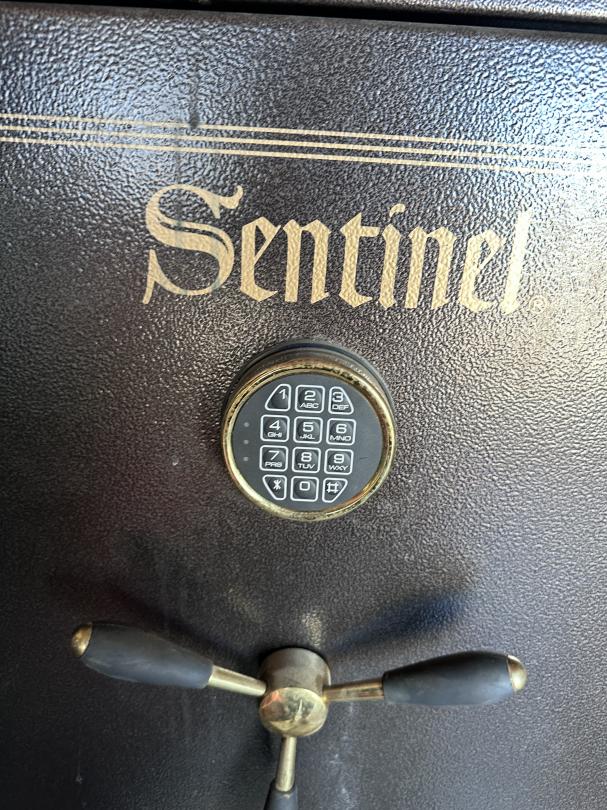 Sentinel®
1 2 ABC 3 DEF
4 GHI 5 JKL 6 MNO
7 PRS 8 TUV 9 WXY
* 0 #